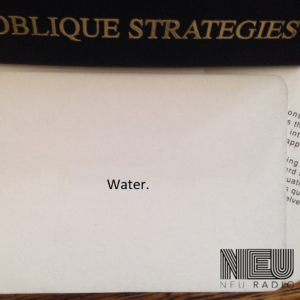 OBLIQUE STRATEGIES
Water.
NEU
NEU RADIO